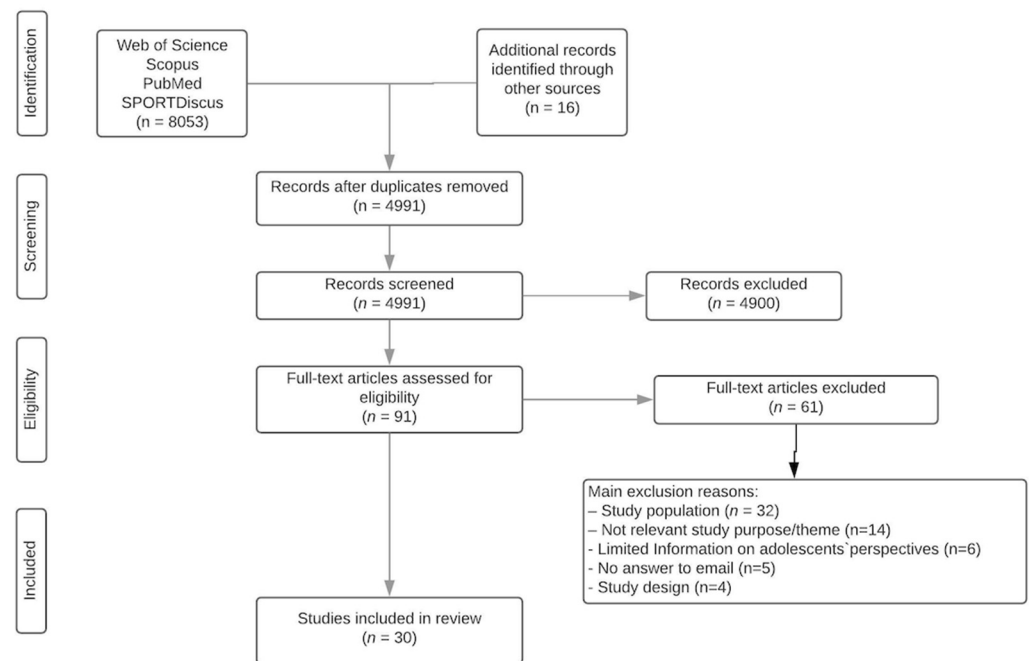 Identification
Web of Science
Scopus
PubMed
SPORTDiscus
(n = 8053)
Additional records
identified through
other sources
(n = 16)
Screening
Records after duplicates removed
(n = 4991)
Records screened
(n = 4991)
Records excluded
(n = 4900)
Eligibility
Full-text articles assessed for
eligibility
(n = 91)
Full-text articles excluded
(n = 61)
Main exclusion reasons:
– Study population (n = 32)
– Not relevant study purpose/theme (n=14)
- Limited Information on adolescents`perspectives (n=6)
- No answer to email (n=5)
- Study design (n=4)
Included
Studies included in review
(n = 30)